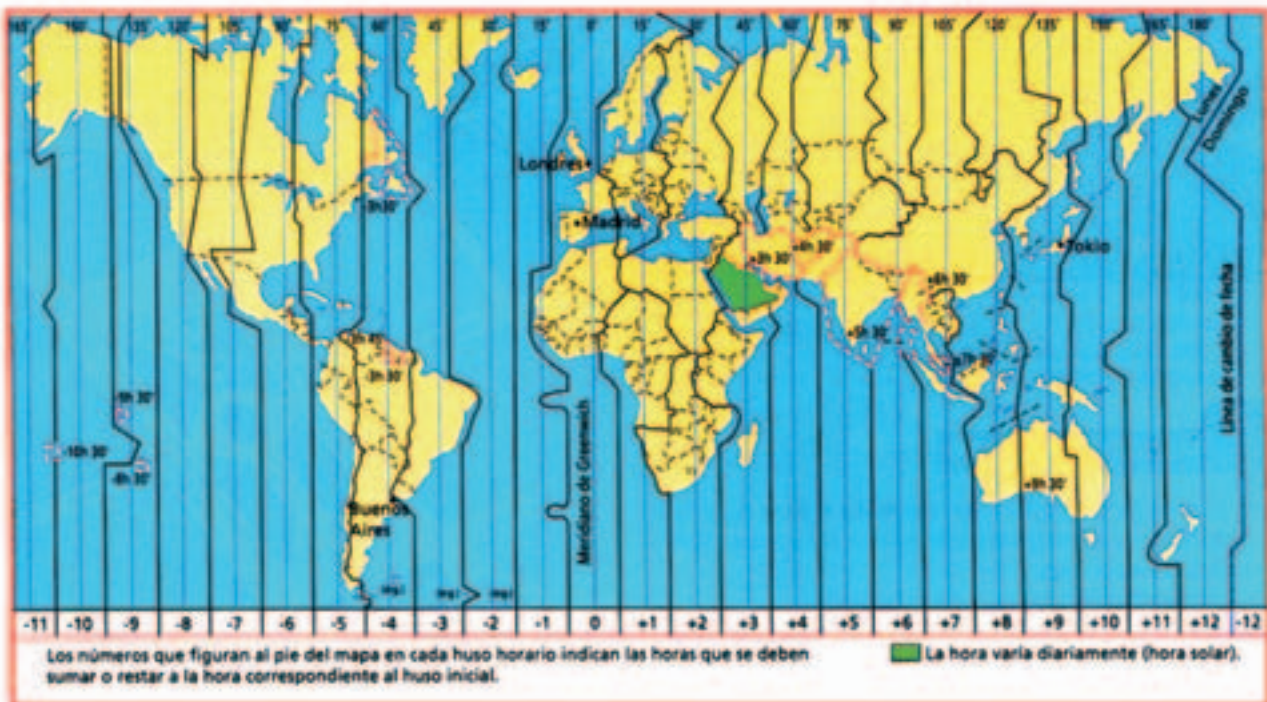 165° 150° 135° 120° 105° 90° 75° 60° 45° 30° 15° 0° 15° 30° 45° 60° 75° 90° 105° 120° 135° 150° 165° 180°
Lunes
Domingo
Londres
-3h30'
Madrid
Tokio
+3h 30'
+4h 30'
+6h 30'
+5h 30'
-3h 30'
-9h 30'
-10h 30'
-8h 35'
+9h 30'
Línea de cambio de fecha
Meridiano de Greenwich
Buenos
Aires
-11 -10 -9 -8 -7 -6 -5 -4 -3 -2 -1 0 +1 +2 +3 +4 +5 +6 +7 +8 +9 +10 +11 +12 -12
Los números que figuran al pie del mapa en cada huso horario indican las horas que se deben
sumar o restar a la hora correspondiente al huso inicial.
La hora varía diariamente (hora solar).